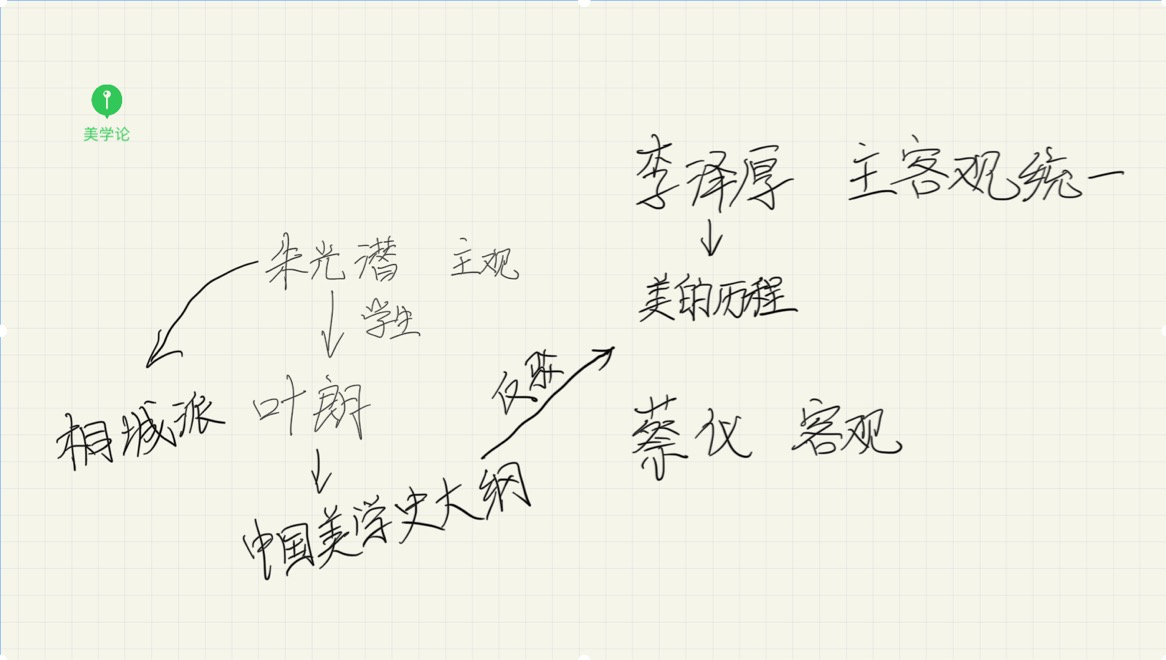 美学论
李泽厚 主客观统一
美的历程
朱光潜 主观
学生
相城派
叶朗
中国美学史大纲
蔡仪 客观